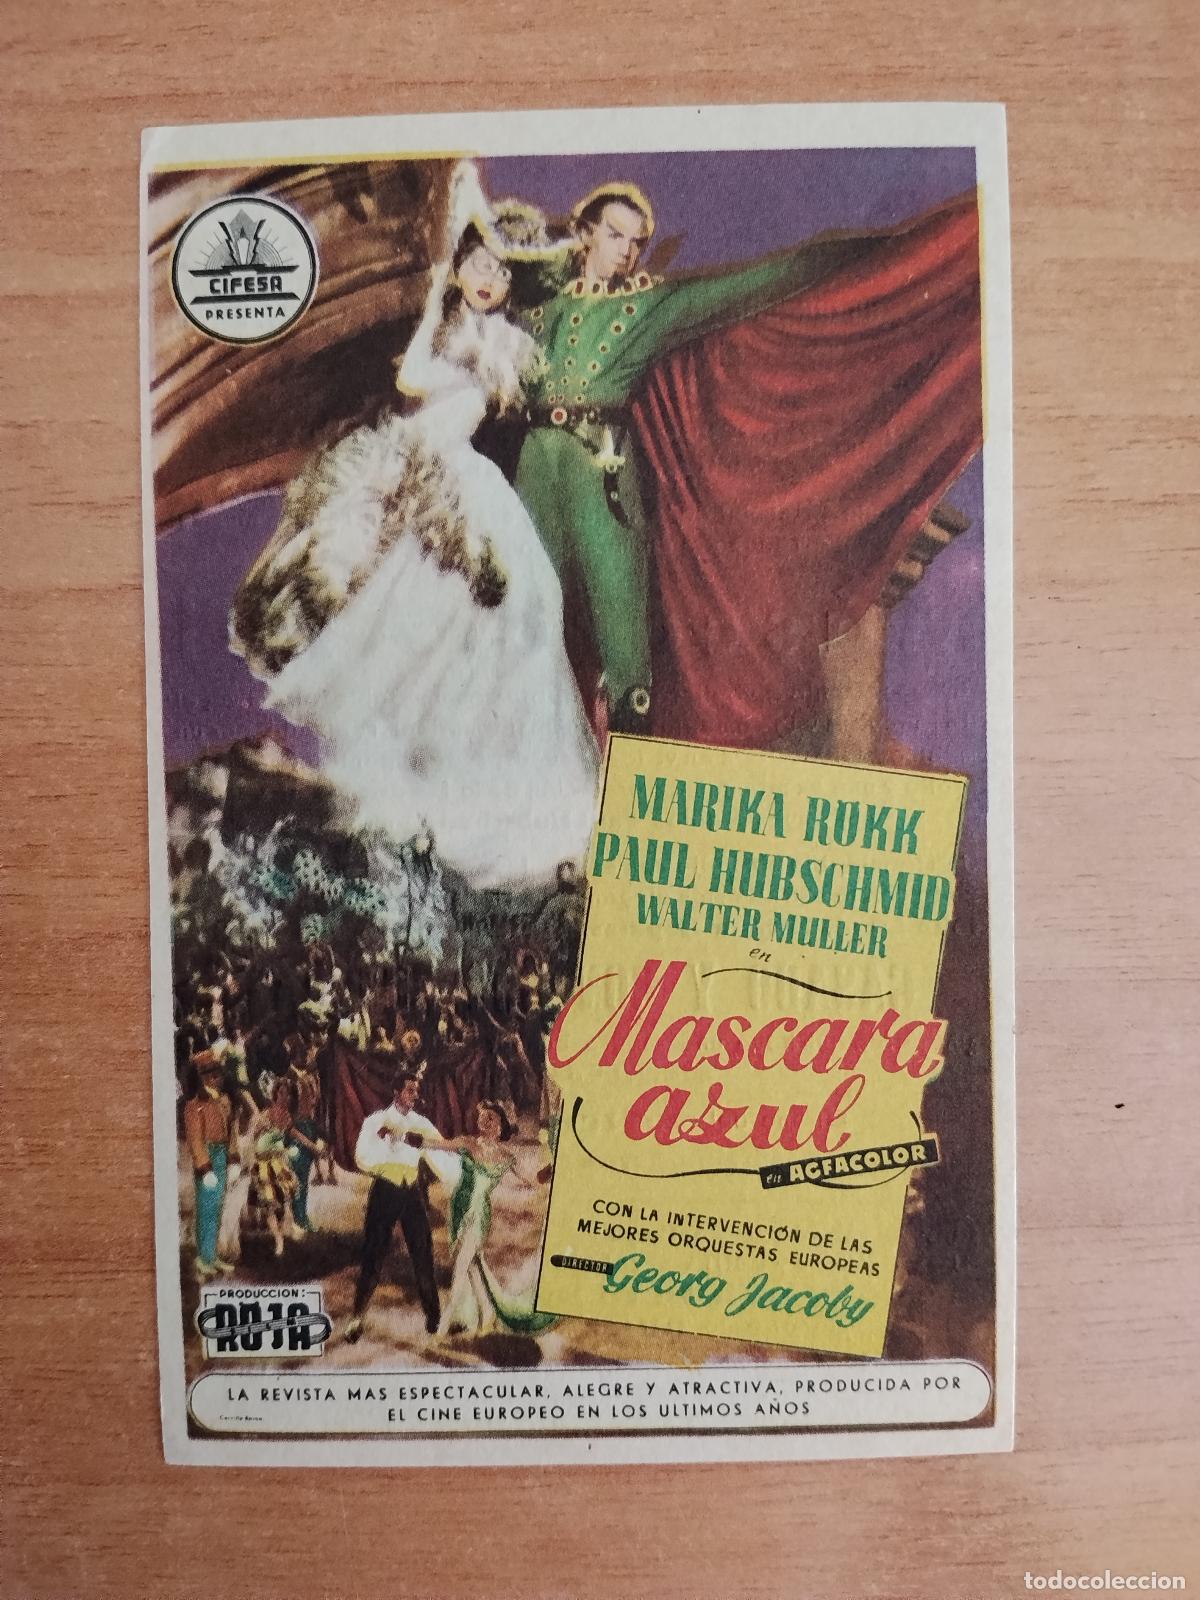 CIFESA
PRESENTA
MARIKA RÖKK
PAUL HUBSCHMID
WALTER MULLER
en
Mascara
azul
en AGFACOLOR
CON LA INTERVENCIÓN DE LAS
MEJORES ORQUESTAS EUROPEAS
DIRECTOR Georg Jacoby
PRODUCCION:
RÖJA
LA REVISTA MAS ESPECTACULAR, ALEGRE Y ATRACTIVA, PRODUCIDA POR
EL CINE EUROPEO EN LOS ULTIMOS AÑOS
todocoleccion